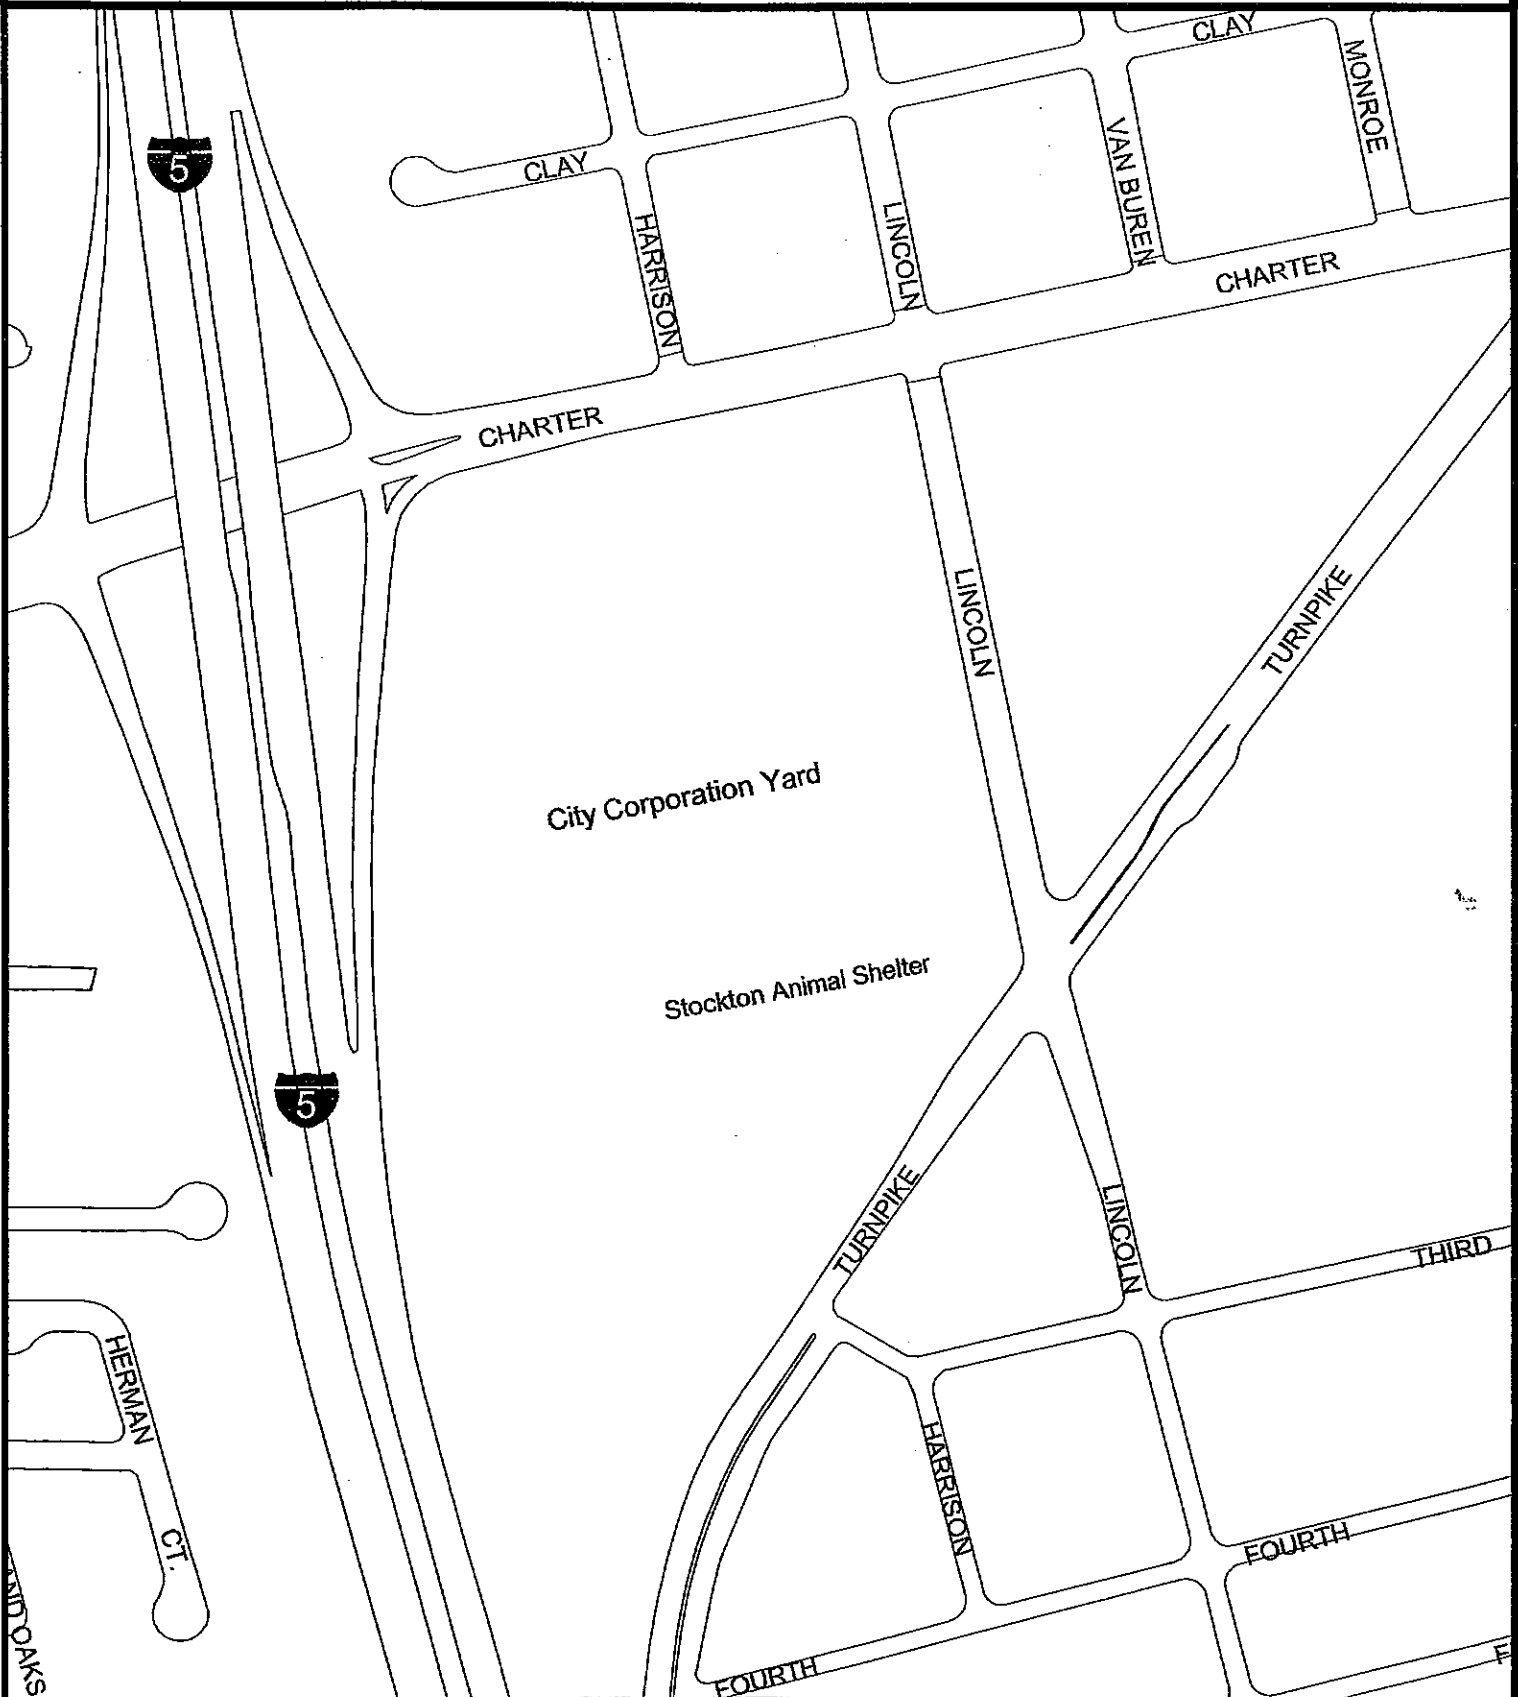 CLAY
MONROE
5
CLAY
VAN BUREN
HARRISON
LINCOLN
CHARTER
CHARTER
LINCOLN
TURNPIKE
City Corporation Yard
Stockton Animal Shelter
5
TURNPIKE
LINCOLN
THIRD
HERMAN
CT.
HARRISON
FOURTH
OAKS
FOURTH